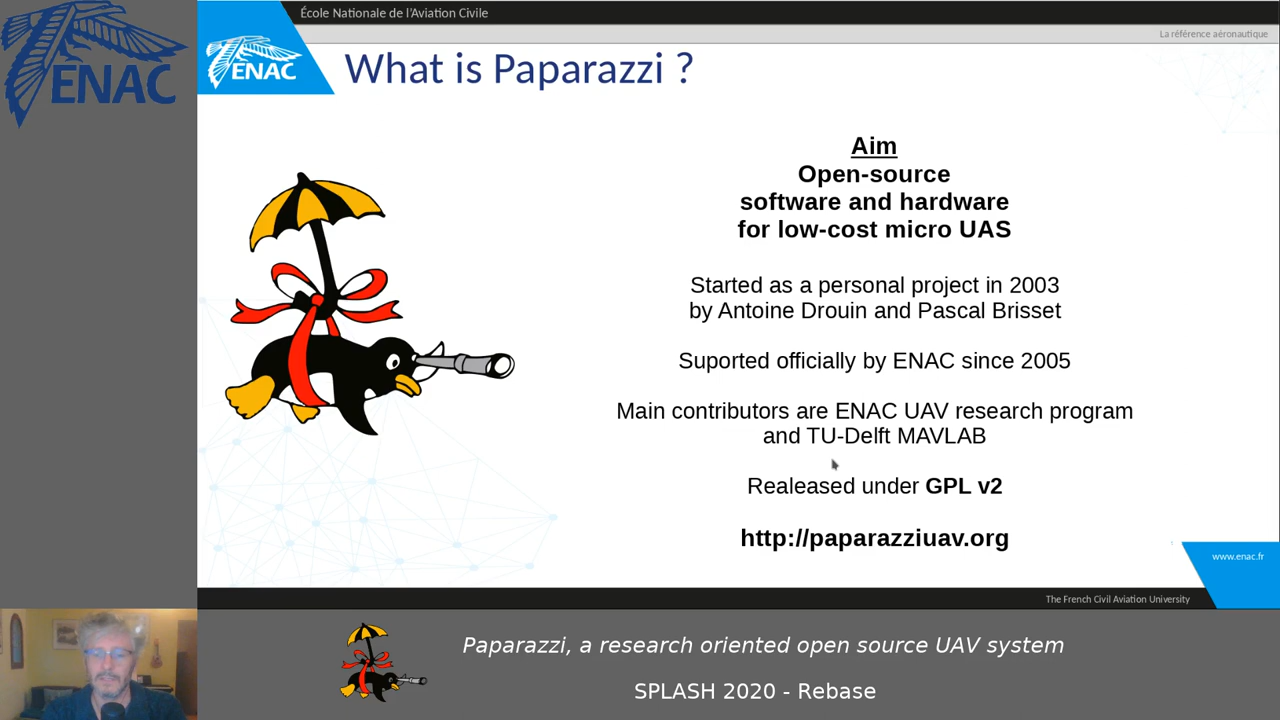 ENAC
École Nationale de l'Aviation Civile
La référence aéronautique
ENAC
What is Paparazzi ?
Aim
Open-source
software and hardware
for low-cost micro UAS
Started as a personal project in 2003
by Antoine Drouin and Pascal Brisset
Suported officially by ENAC since 2005
Main contributors are ENAC UAV research program
and TU-Delft MAVLAB
Realeased under GPL v2
http://paparazziuav.org
www.enac.fr
The French Civil Aviation University
Paparazzi, a research oriented open source UAV system
SPLASH 2020 - Rebase